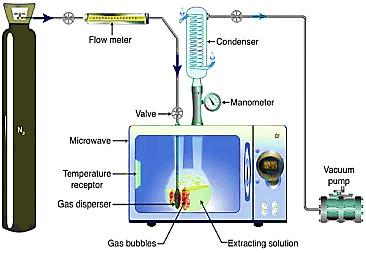 Flow meter
Condenser
Manometer
Valve
Microwave
Temperature
receptor
Vacuum
pump
N2
Gas disperser
Gas bubbles
Extracting solution